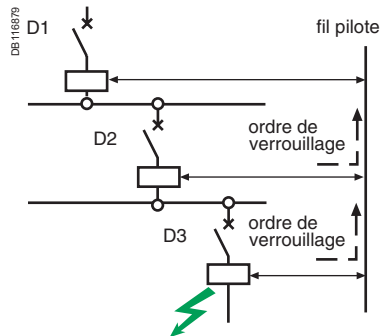 DB116879
D1
fil pilote
D2
ordre de
verrouillage
D3
ordre de
verrouillage